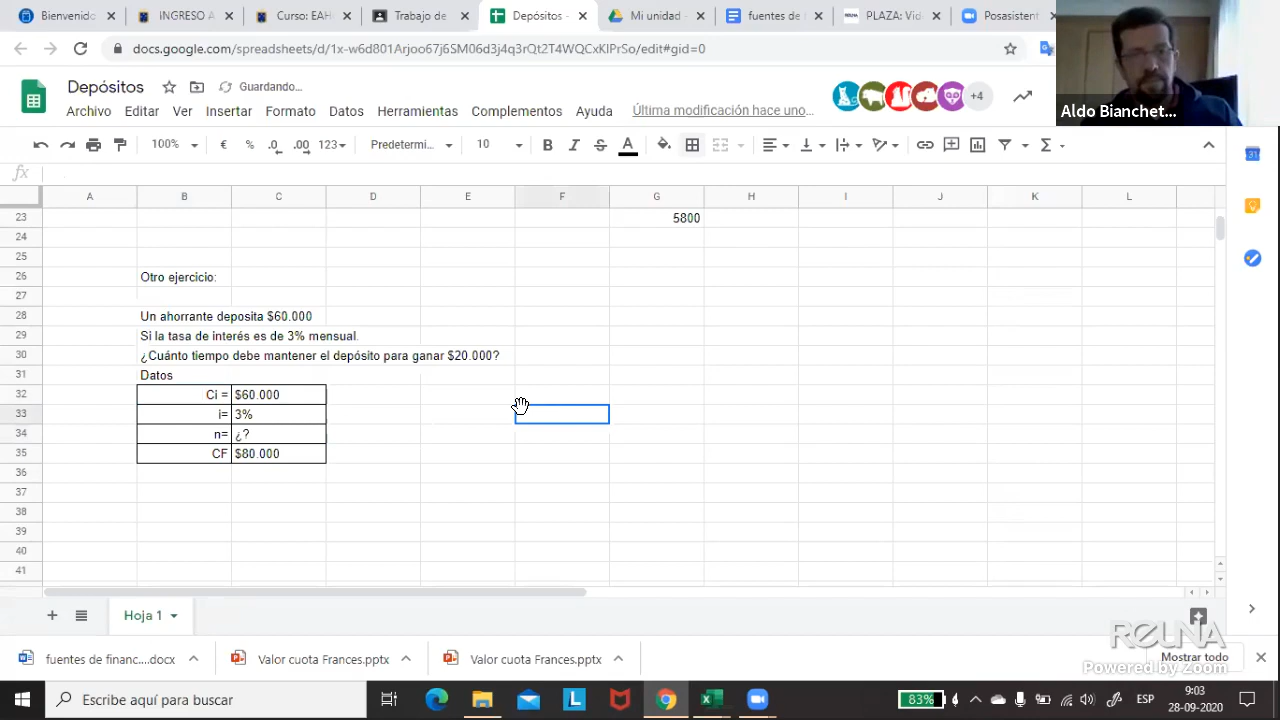 Bienvenido
INGRESO A
Curso: EAH
Trabajo de
Depósitos -
Mi unidad -
fuentes de
PLAZA: Vid
Posasistent
docs.google.com/spreadsheets/d/1x-w6d801Arjoo67j6SM06d3j4q3rQt2T4WQCxKIPrSo/edit#gid=0
Depósitos
Guardando...
Archivo Editar Ver Insertar Formato Datos Herramientas Complementos Ayuda Última modificación hace uno...
+4
Aldo Bianchet...
100% € % .0 .00 123 Predetermi... 10 B I S A
fx
A B C D E F G H I J K L
23 5800
24
25
26 Otro ejercicio:
27
28 Un ahorrante deposita $60.000
29 Si la tasa de interés es de 3% mensual.
30 ¿Cuánto tiempo debe mantener el depósito para ganar $20.000?
31 Datos
32 Ci = $60.000
33 i= 3%
34 n= ¿?
35 CF $80.000
36
37
38
39
40
41
Hoja 1
REUNA
Powered by Zoom
fuentes de financ....docx
Valor cuota Frances.pptx
Valor cuota Frances.pptx
Mostrar todo
Escribe aquí para buscar
83%
ESP
9:03
28-09-2020